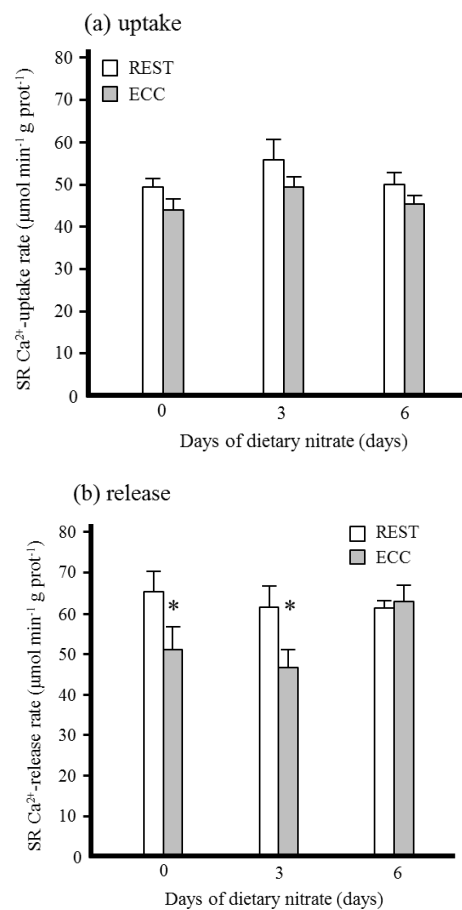 (a) uptake
REST
ECC
SR Ca²⁺-uptake rate (μmol min⁻¹ g prot⁻¹)
80
70
60
50
40
30
20
10
0
0 3 6
Days of dietary nitrate (days)
(b) release
REST
ECC
SR Ca²⁺-release rate (μmol min⁻¹ g prot⁻¹)
80
70
60
50
40
30
20
10
0
* *
0 3 6
Days of dietary nitrate (days)